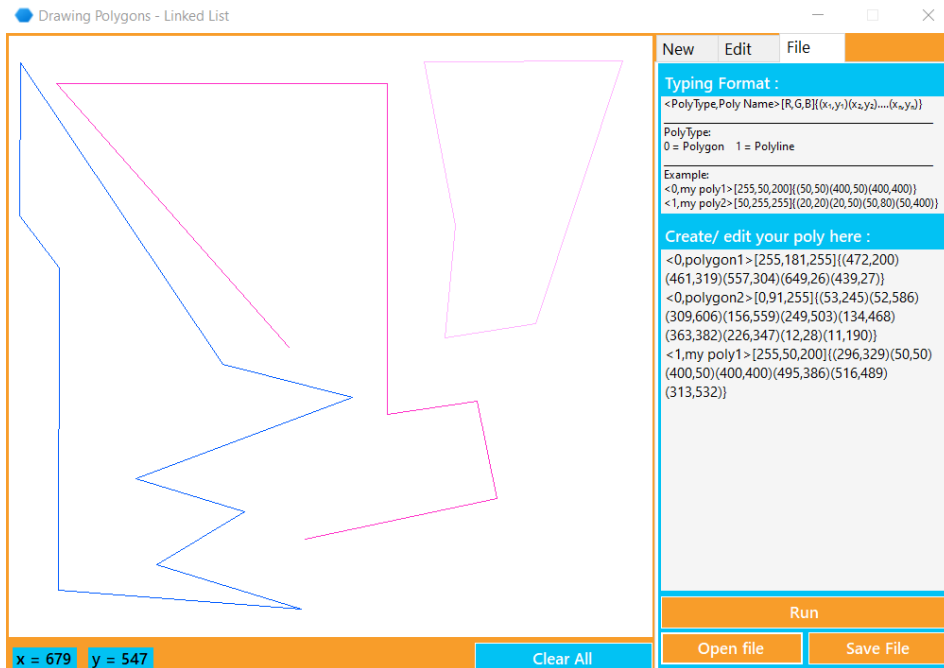 Drawing Polygons - Linked List
New Edit File
Typing Format :
<PolyType,Poly Name>[R,G,B]{(x₁,y₁)(x₂,y₂)....(xₙ,yₙ)}
PolyType:
0 = Polygon 1 = Polyline
Example:
<0,my poly1>[255,50,200]{(50,50)(400,50)(400,400)}
<1,my poly2>[50,255,255]{(20,20)(20,50)(50,80)(50,400)}
Create/ edit your poly here :
<0,polygon1>[255,181,255]{(472,200)
(461,319)(557,304)(649,26)(439,27)}
<0,polygon2>[0,91,255]{(53,245)(52,586)
(309,606)(156,559)(249,503)(134,468)
(363,382)(226,347)(12,28)(11,190)}
<1,my poly1>[255,50,200]{(296,329)(50,50)
(400,50)(400,400)(495,386)(516,489)
(313,532)}
Run
Open file Save File
x = 679 y = 547 Clear All